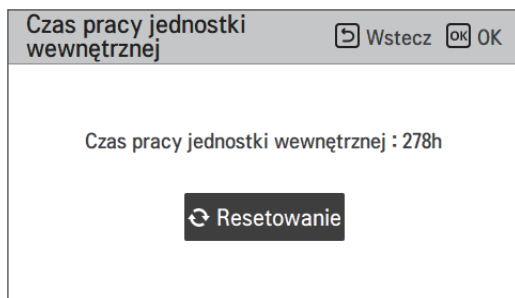 Czas pracy jednostki
wewnętrznej
Wstecz OK OK
Czas pracy jednostki wewnętrznej : 278h
Resetowanie